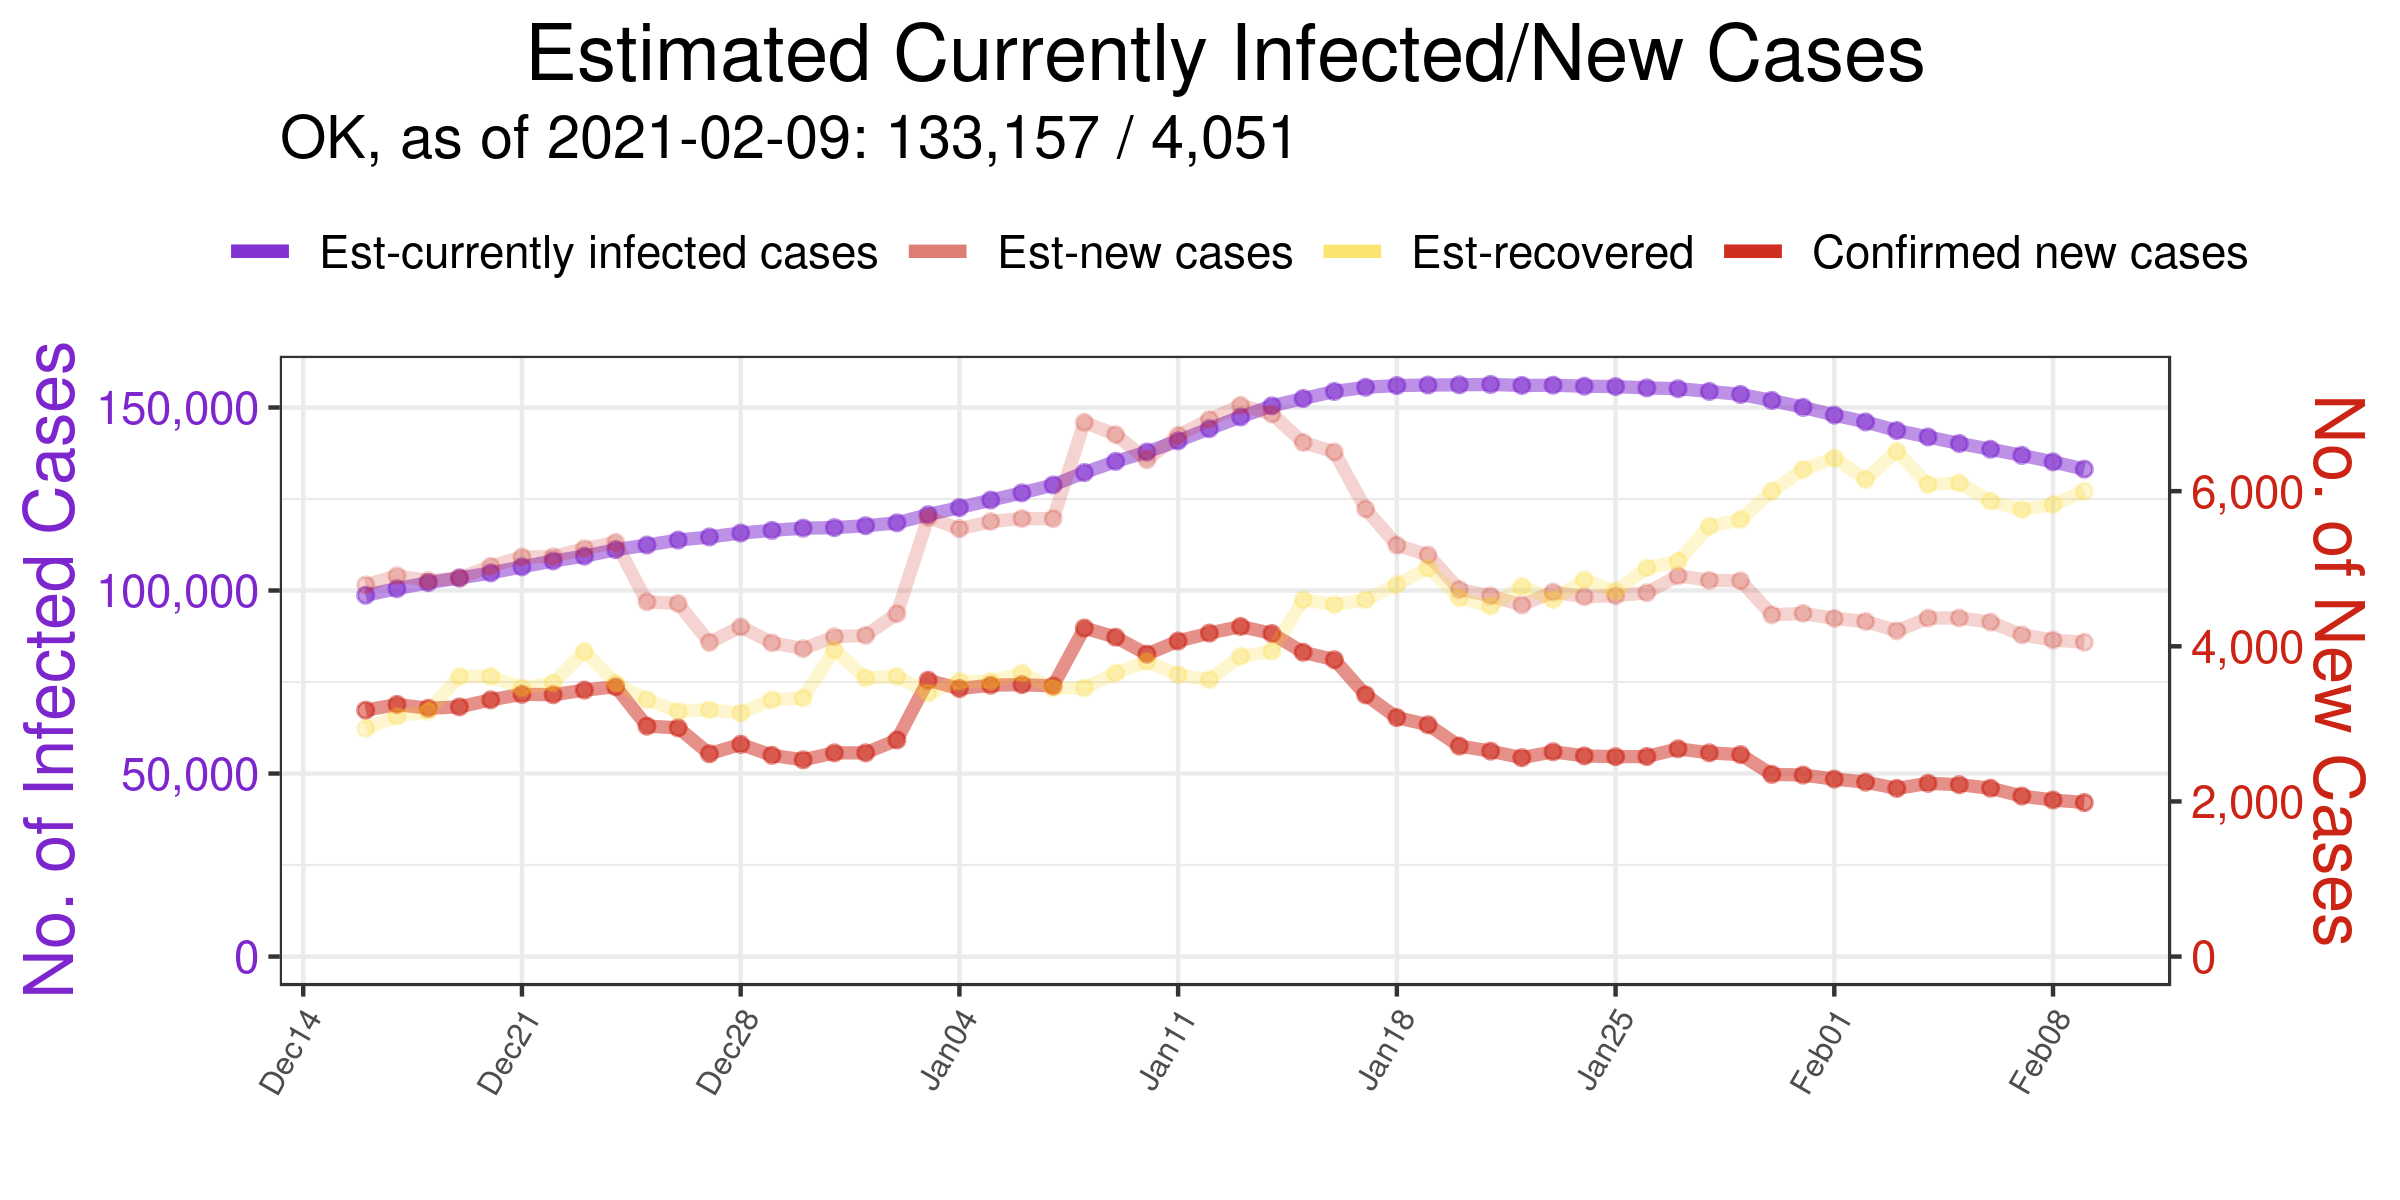 Estimated Currently Infected/New Cases
OK, as of 2021-02-09: 133,157 / 4,051
Est-currently infected cases Est-new cases Est-recovered Confirmed new cases
No. of Infected Cases
150,000
100,000
50,000
0
6,000
4,000
2,000
0
No. of New Cases
Dec14 Dec21 Dec28 Jan04 Jan11 Jan18 Jan25 Feb01 Feb08